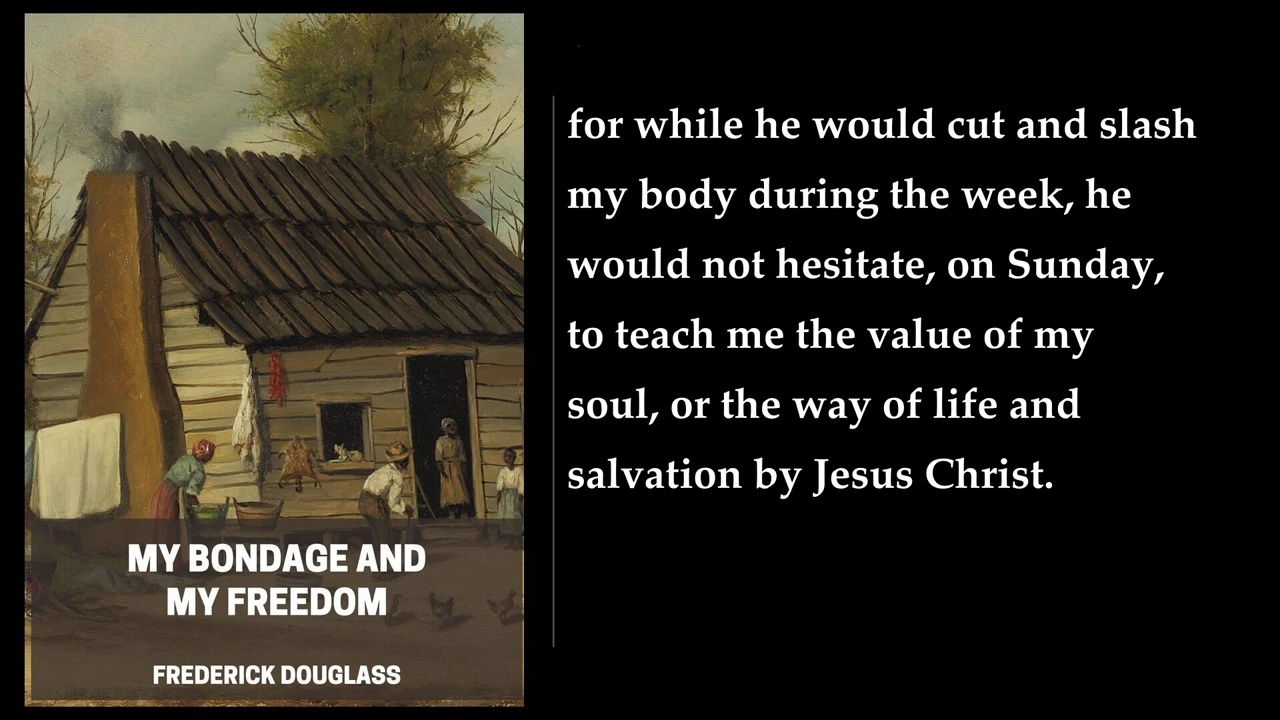 MY BONDAGE AND
MY FREEDOM
FREDERICK DOUGLASS
for while he would cut and slash
my body during the week, he
would not hesitate, on Sunday,
to teach me the value of my
soul, or the way of life and
salvation by Jesus Christ.